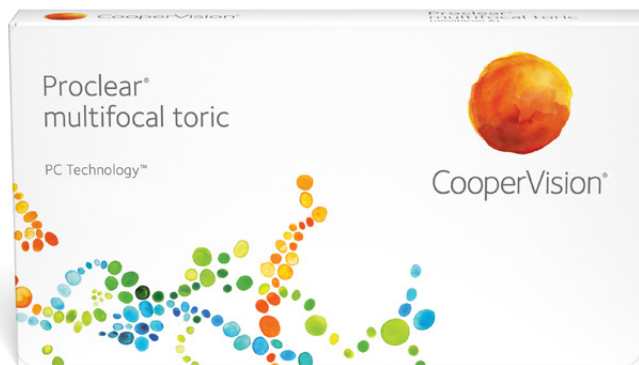 CooperVision®
Proclear®
multifocal toric
Proclear®
multifocal toric
PC Technology™
CooperVision®